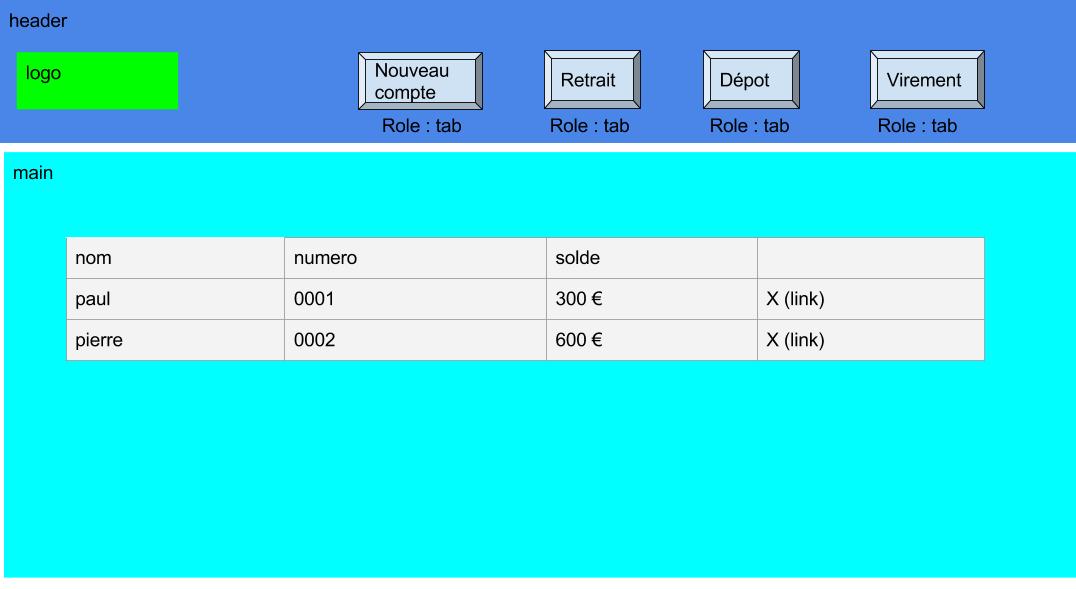 header
logo
Nouveau
compte
Retrait
Dépot
Virement
Role : tab
Role : tab
Role : tab
Role : tab
main
nom numero solde
paul 0001 300 € X (link)
pierre 0002 600 € X (link)